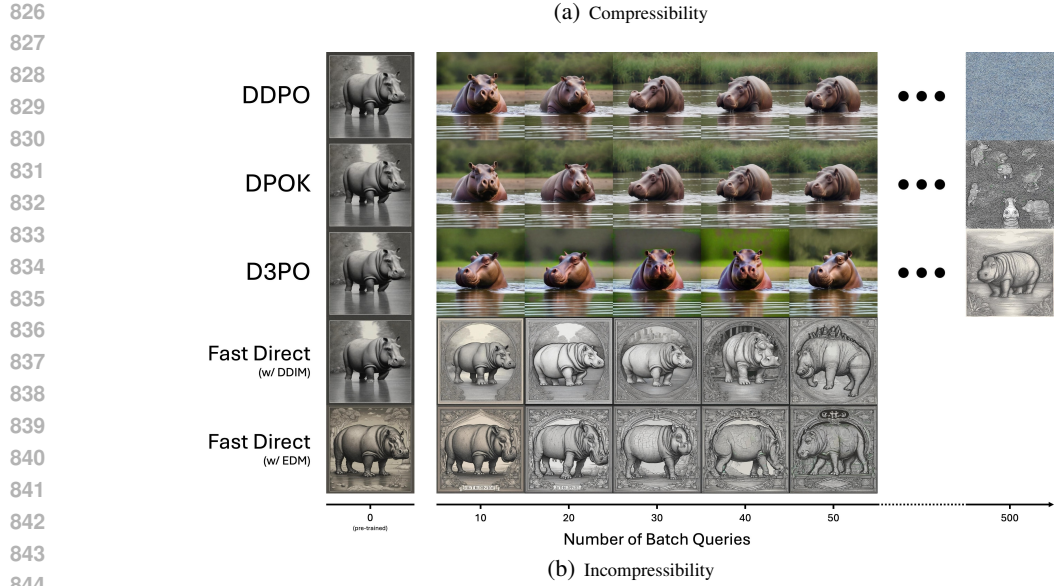 826
(a) Compressibility
827
828
DDPO
829
830
831
DPOK
832
833
834
D3PO
835
836
Fast Direct
837
(w/ DDIM)
838
839
Fast Direct
840
(w/ EDM)
841
842
0 10 20 30 40 50 500
(pre-trained)
843
Number of Batch Queries
(b) Incompressibility
844